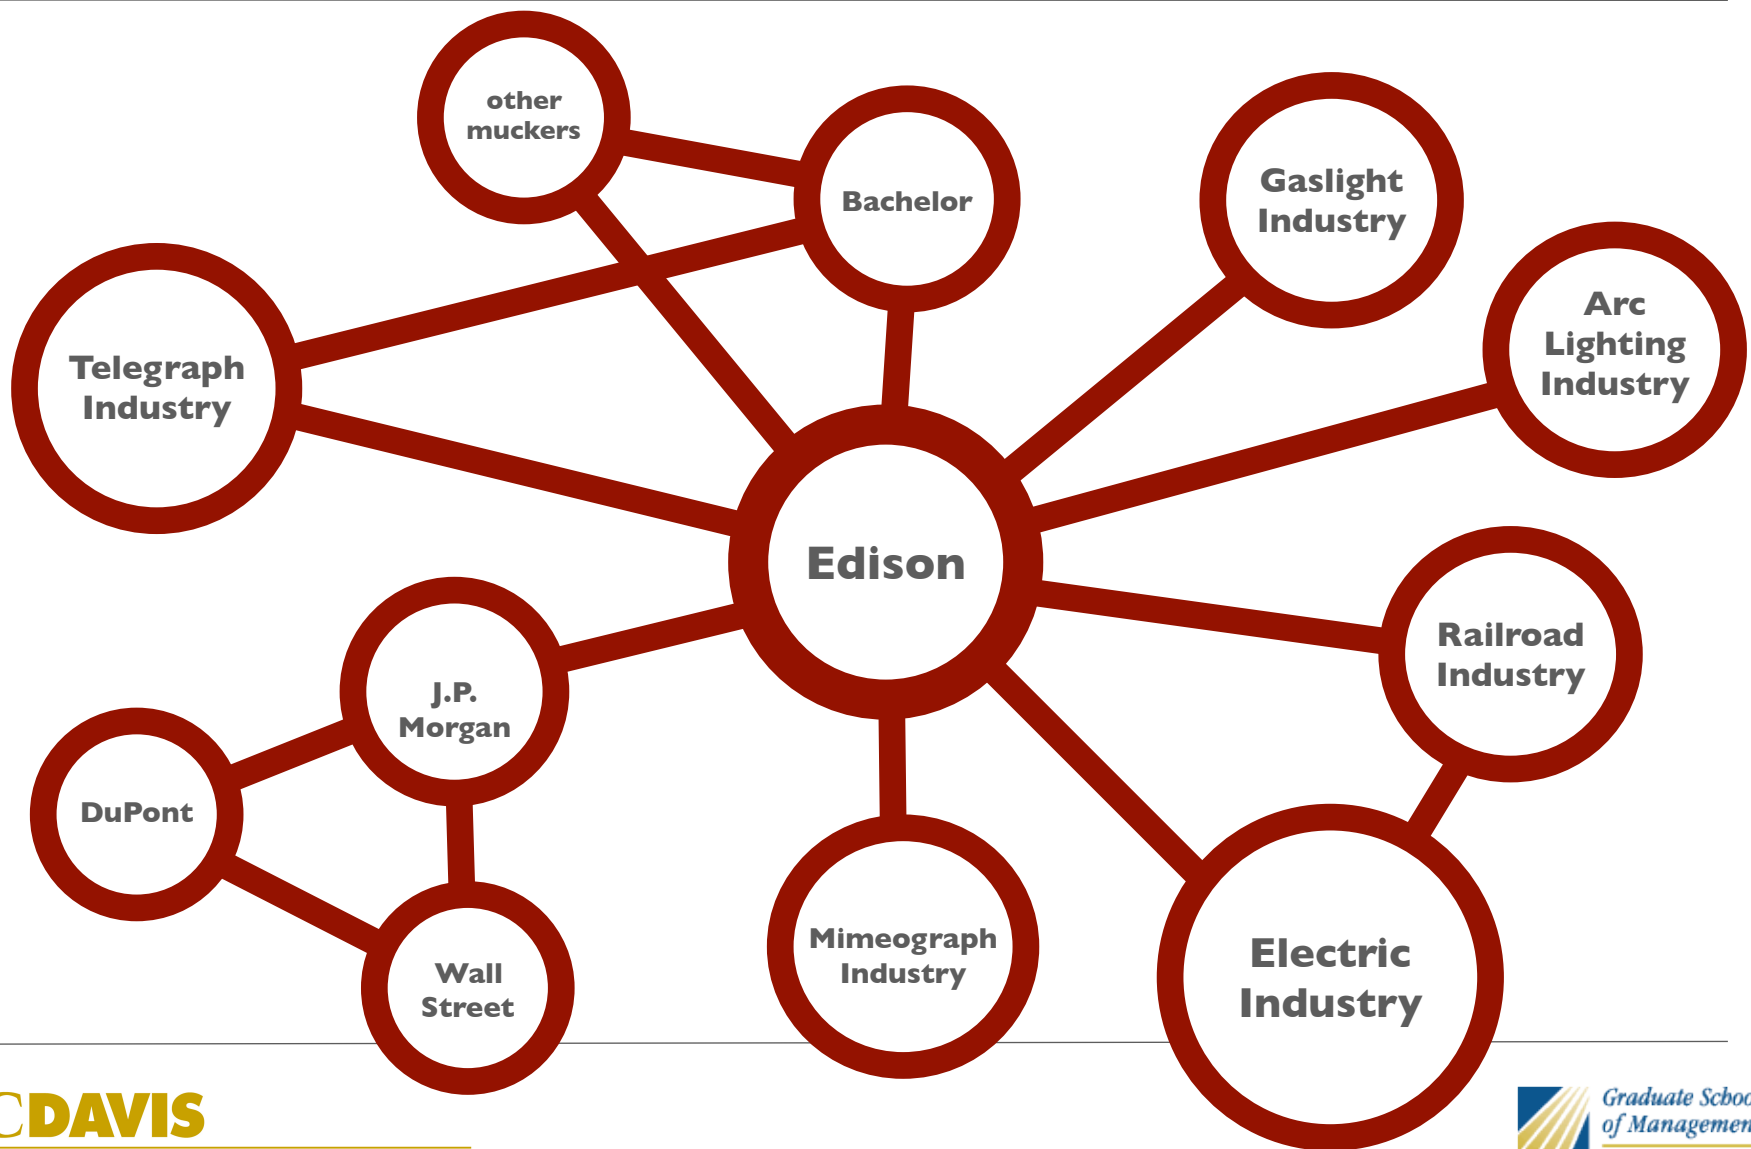 other
muckers
Bachelor
Gaslight
Industry
Arc
Lighting
Industry
Telegraph
Industry
Edison
Railroad
Industry
J.P.
Morgan
DuPont
Mimeograph
Industry
Electric
Industry
Wall
Street
CDAVIS
Graduate Schoo
of Managemen